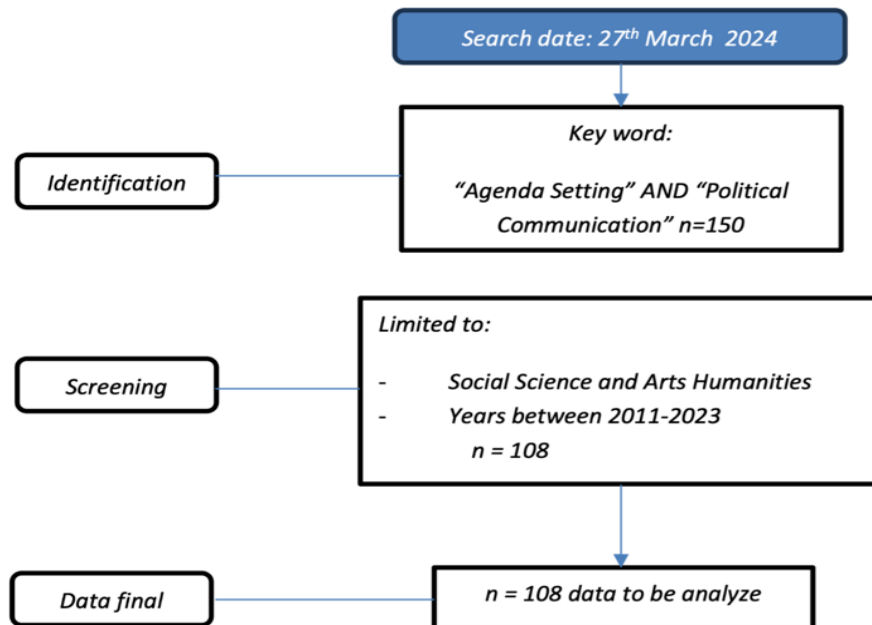 Search date: 27th March 2024
Key word:
Identification
“Agenda Setting” AND “Political
Communication” n=150
Limited to:
- Social Science and Arts Humanities
Screening
- Years between 2011-2023
n = 108
Data final
n = 108 data to be analyze